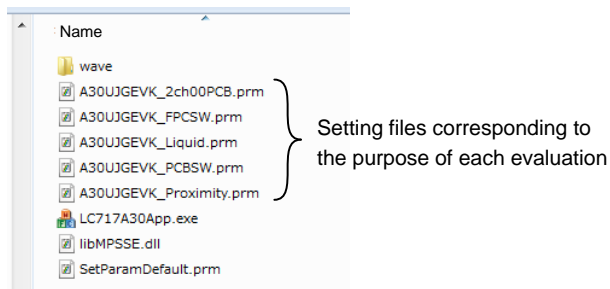 Name
wave
A30UJGEVK_2ch00PCB.prm
A30UJGEVK_FPCSW.prm
A30UJGEVK_Liquid.prm
A30UJGEVK_PCBSW.prm
A30UJGEVK_Proximity.prm
Setting files corresponding to
the purpose of each evaluation
LC717A30App.exe
libMPSSE.dll
SetParamDefault.prm